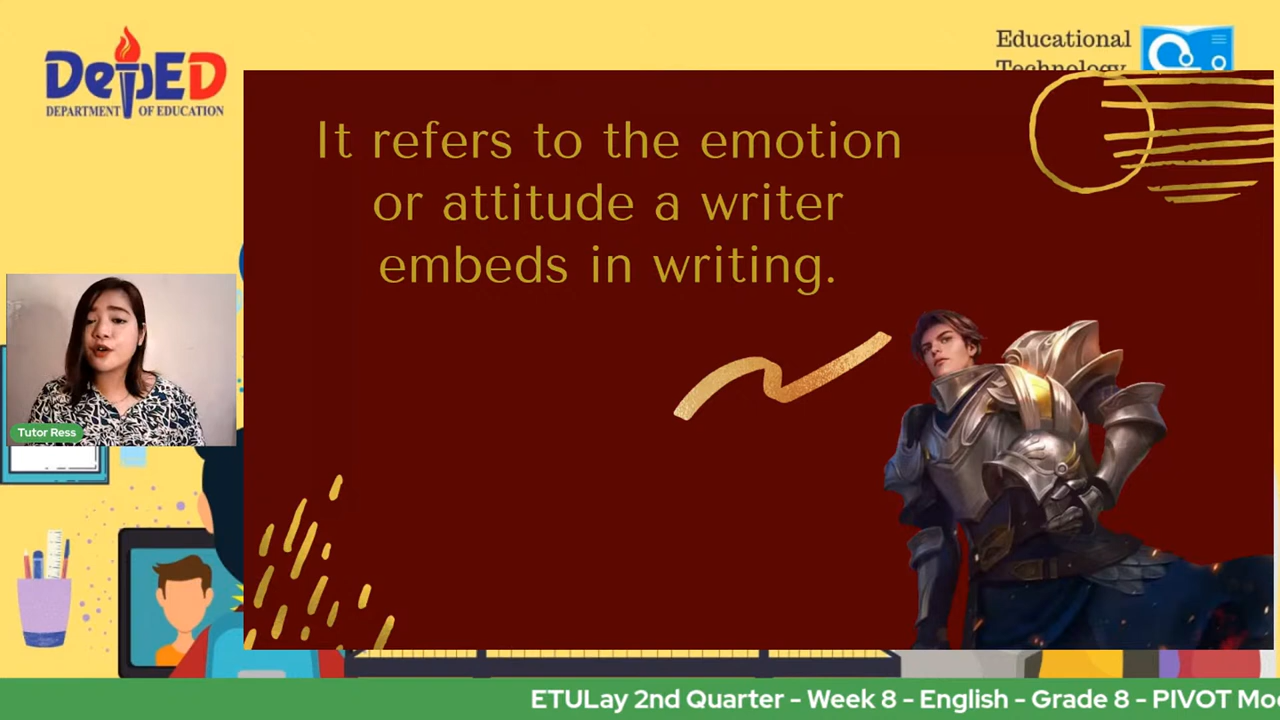 DepED
DEPARTMENT OF EDUCATION
Educational
Technology
It refers to the emotion
or attitude a writer
embeds in writing.
Tutor Ress
ETULay 2nd Quarter - Week 8 - English - Grade 8 - PIVOT